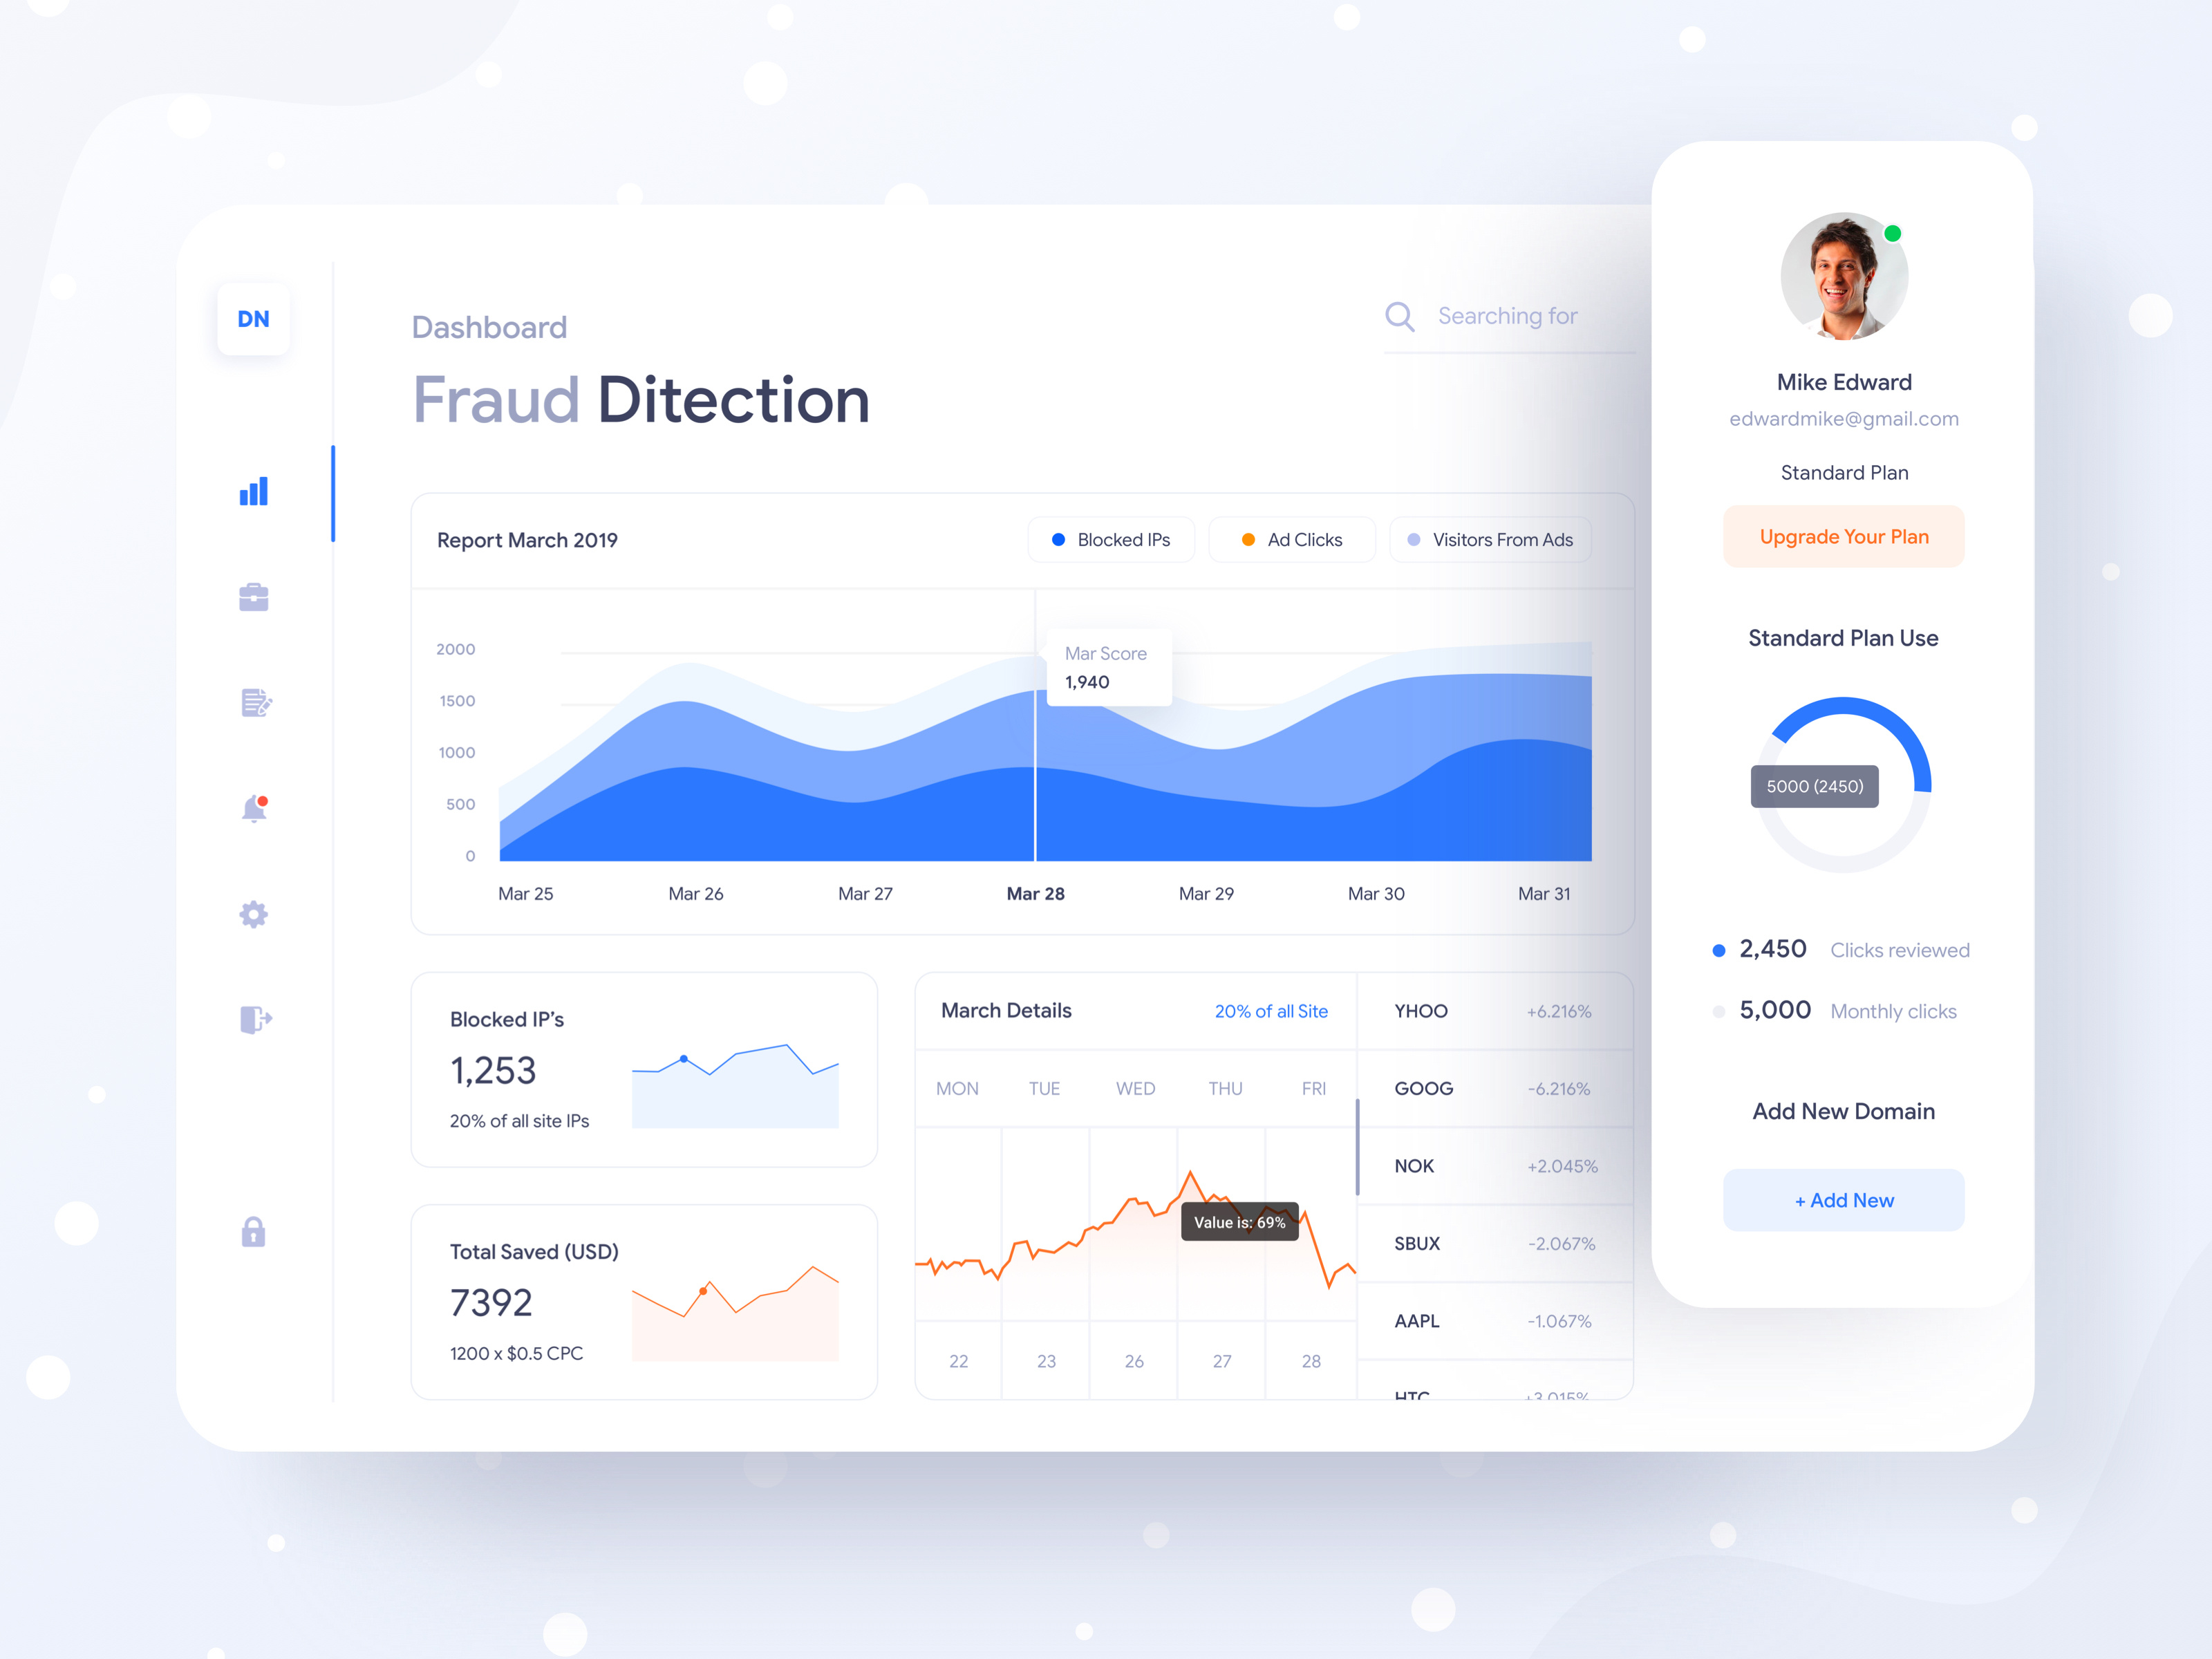 DN
Dashboard
Fraud Ditection
Searching for
Report March 2019
Blocked IPs
Ad Clicks
Visitors From Ads
2000
1500
1000
500
0
Mar Score
1,940
Mar 25
Mar 26
Mar 27
Mar 28
Mar 29
Mar 30
Mar 31
Blocked IP's
1,253
20% of all site IPs
Total Saved (USD)
7392
1200 x $0.5 CPC
March Details
20% of all Site
MON
TUE
WED
THU
FRI
Value is: 69%
22
23
26
27
28
YHOO +6.216%
GOOG -6.216%
NOK +2.045%
SBUX -2.067%
AAPL -1.067%
HTC +3.015%
Mike Edward
edwardmike@gmail.com
Standard Plan
Upgrade Your Plan
Standard Plan Use
5000 (2450)
2,450 Clicks reviewed
5,000 Monthly clicks
Add New Domain
+ Add New